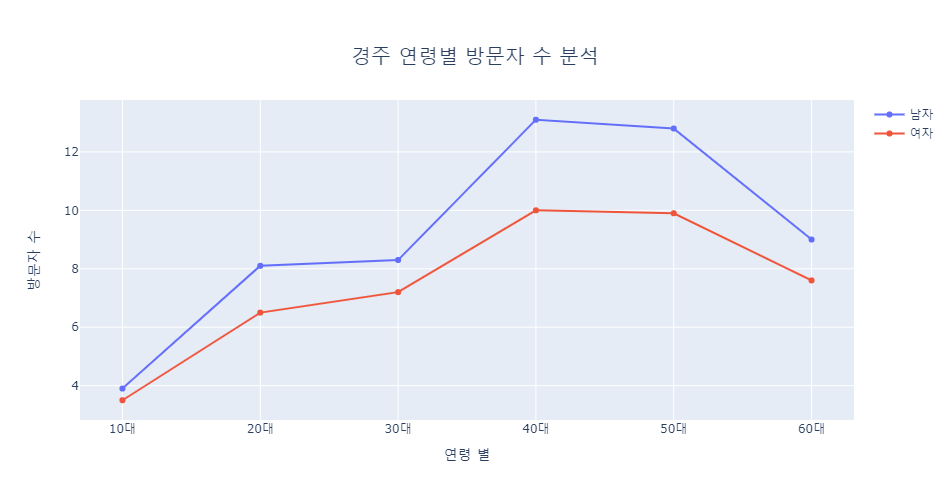 경주 연령별 방문자 수 분석
남자
여자
방문자 수
12
10
8
6
4
10대
20대
30대
40대
50대
60대
연령 별